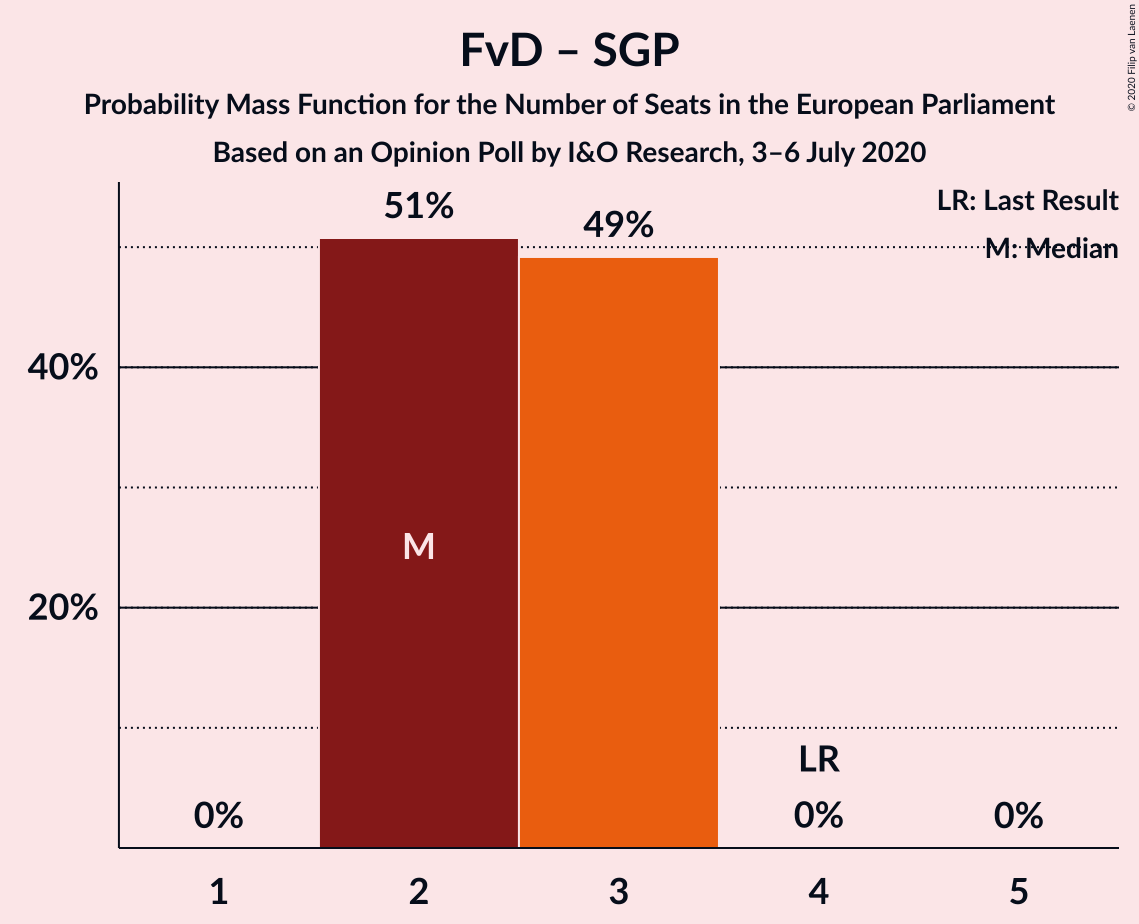 FvD – SGP
Probability Mass Function for the Number of Seats in the European Parliament
Based on an Opinion Poll by I&O Research, 3–6 July 2020
© 2020 Filip van Laenen
LR: Last Result
M: Median
51%
49%
40%
M
20%
LR
0%
0%
0%
1
2
3
4
5